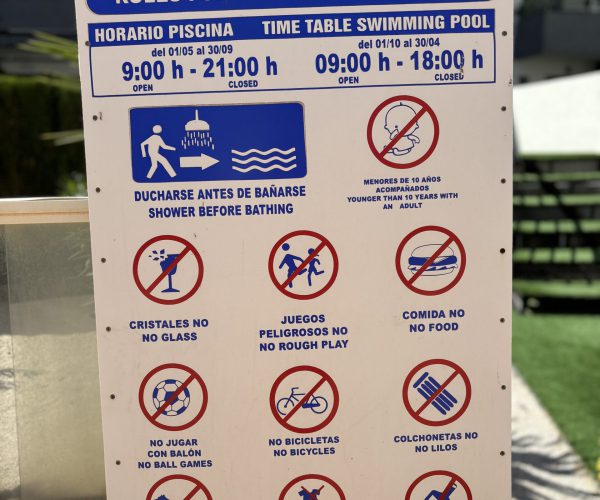 HORARIO PISCINA TIME TABLE SWIMMING POOL
del 01/05 al 30/09 del 01/10 al 30/04
9:00 h - 21:00 h 09:00 h - 18:00 h
OPEN CLOSED OPEN CLOSED
DUCHARSE ANTES DE BAÑARSE
SHOWER BEFORE BATHING
MENORES DE 10 AÑOS
ACOMPAÑADOS
YOUNGER THAN 10 YEARS WITH
AN ADULT
CRISTALES NO
NO GLASS
JUEGOS
PELIGROSOS NO
NO ROUGH PLAY
COMIDA NO
NO FOOD
NO JUGAR
CON BALÓN
NO BALL GAMES
NO BICICLETAS
NO BICYCLES
COLCHONETAS NO
NO LILOS